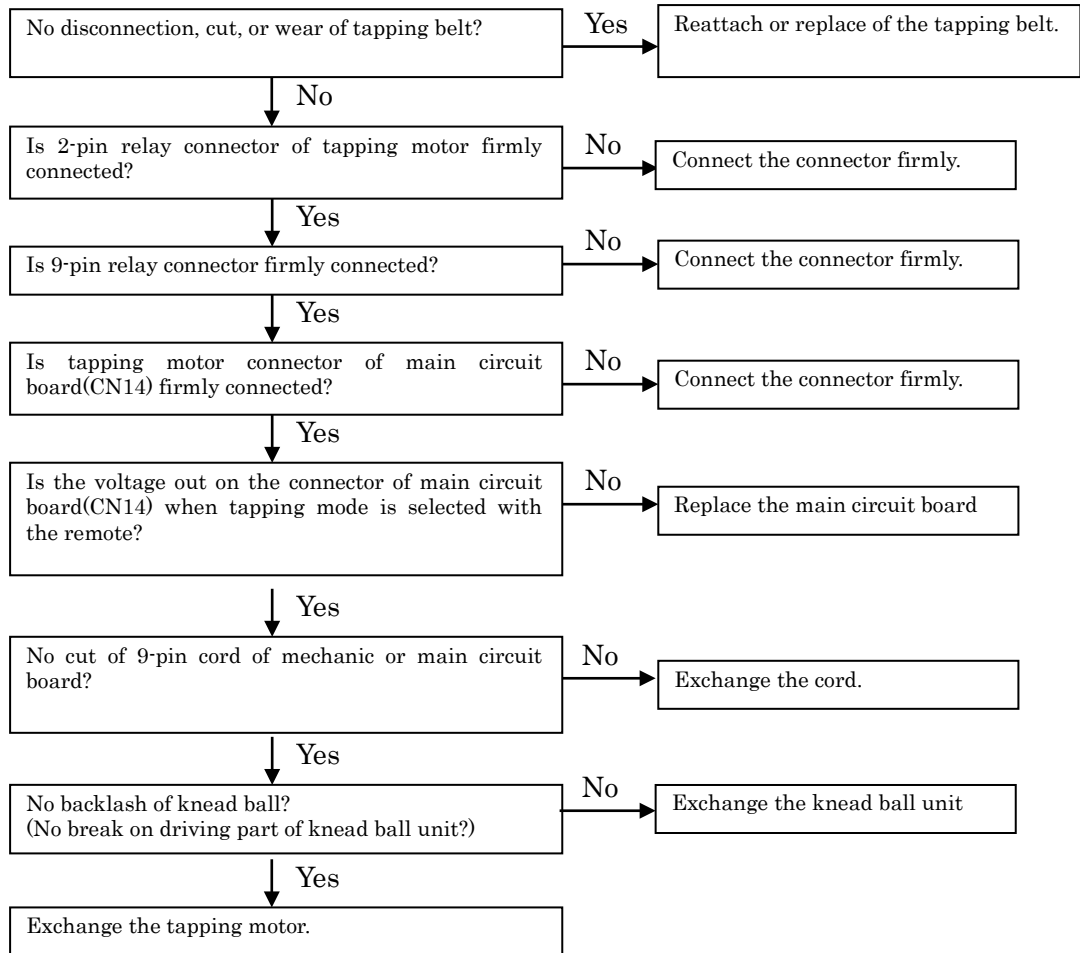 No disconnection, cut, or wear of tapping belt?
Yes
Reattach or replace of the tapping belt.
No
Is 2-pin relay connector of tapping motor firmly
connected?
No
Connect the connector firmly.
Yes
Is 9-pin relay connector firmly connected?
No
Connect the connector firmly.
Yes
Is tapping motor connector of main circuit
board(CN14) firmly connected?
No
Connect the connector firmly.
Yes
Is the voltage out on the connector of main circuit
board(CN14) when tapping mode is selected with
the remote?
No
Replace the main circuit board
Yes
No cut of 9-pin cord of mechanic or main circuit
board?
No
Exchange the cord.
Yes
No backlash of knead ball?
(No break on driving part of knead ball unit?)
No
Exchange the knead ball unit
Yes
Exchange the tapping motor.